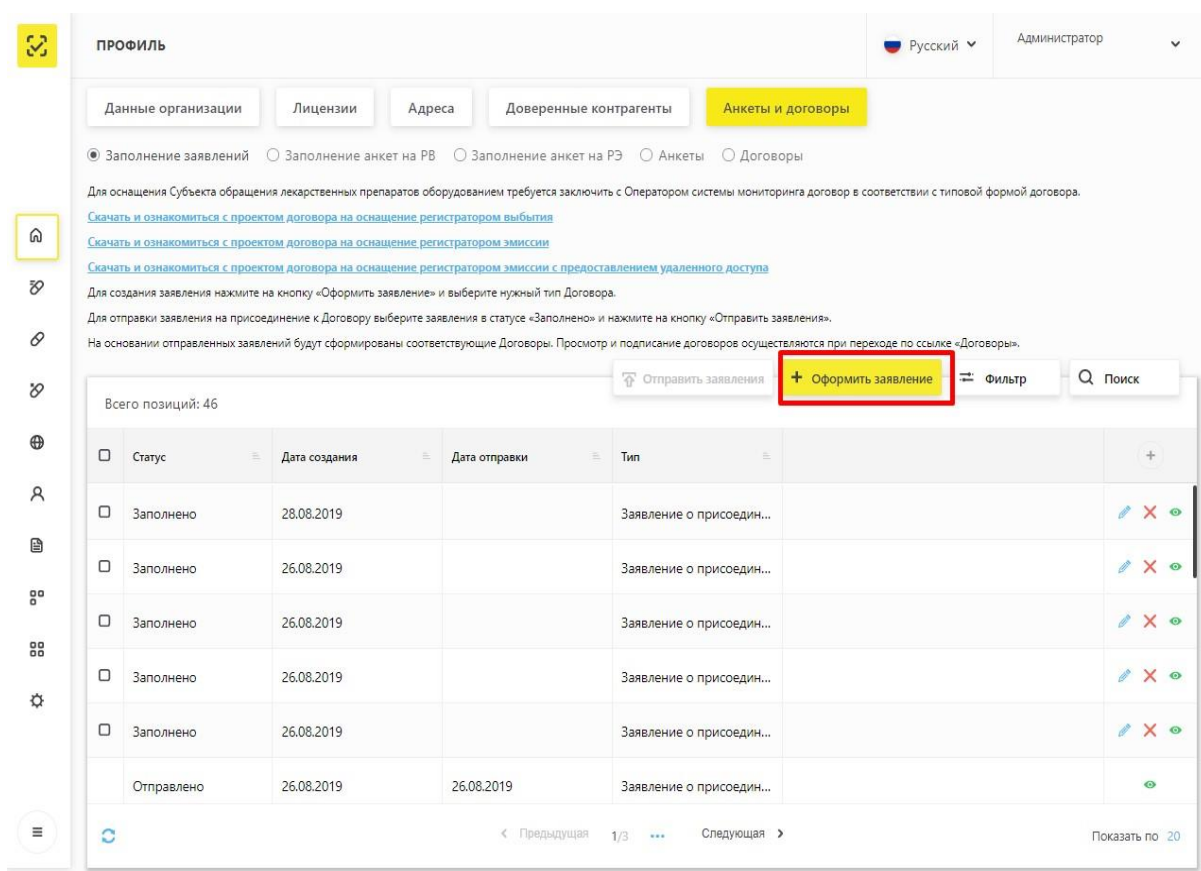 ПРОФИЛЬ
Русский
Администратор
Данные организации Лицензии Адреса Доверенные контрагенты Анкеты и договоры
Заполнение заявлений Заполнение анкет на РВ Заполнение анкет на РЭ Анкеты Договоры
Для оснащения Субъекта обращения лекарственных препаратов оборудованием требуется заключить с Оператором системы мониторинга договор в соответствии с типовой формой договора.
Скачать и ознакомиться с проектом договора на оснащение регистратором выбытия
Скачать и ознакомиться с проектом договора на оснащение регистратором эмиссии
Скачать и ознакомиться с проектом договора на оснащение регистратором эмиссии с предоставлением удаленного доступа
Для создания заявления нажмите на кнопку «Оформить заявление» и выберите нужный тип Договора.
Для отправки заявления на присоединение к Договору выберите заявления в статусе «Заполнено» и нажмите на кнопку «Отправить заявления».
На основании отправленных заявлений будут сформированы соответствующие Договоры. Просмотр и подписание договоров осуществляются при переходе по ссылке «Договоры».
Отправить заявления + Оформить заявление Фильтр Поиск
Всего позиций: 46
Статус Дата создания Дата отправки Тип +
Заполнено 28.08.2019 Заявление о присоедин...
Заполнено 26.08.2019 Заявление о присоедин...
Заполнено 26.08.2019 Заявление о присоедин...
Заполнено 26.08.2019 Заявление о присоедин...
Заполнено 26.08.2019 Заявление о присоедин...
Отправлено 26.08.2019 26.08.2019 Заявление о присоедин...
Предыдущая 1/3 ••• Следующая Показать по 20